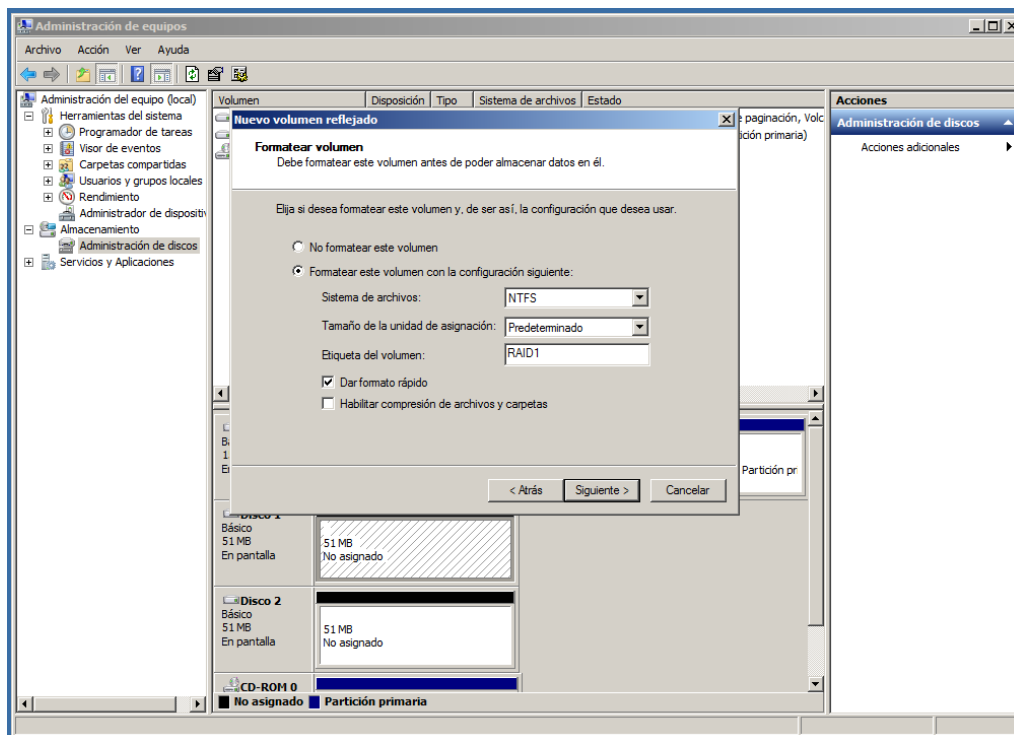 Administración de equipos
Archivo Acción Ver Ayuda
Administración del equipo (local)
Herramientas del sistema
Programador de tareas
Visor de eventos
Carpetas compartidas
Usuarios y grupos locales
Rendimiento
Administrador de dispositiv
Almacenamiento
Administración de discos
Servicios y Aplicaciones
Volumen Disposición Tipo Sistema de archivos Estado
paginación, Volc
ición primaria)
Nuevo volumen reflejado
Formatear volumen
Debe formatear este volumen antes de poder almacenar datos en él.
Elija si desea formatear este volumen y, de ser así, la configuración que desea usar.
No formatear este volumen
Formatear este volumen con la configuración siguiente:
Sistema de archivos: NTFS
Tamaño de la unidad de asignación: Predeterminado
Etiqueta del volumen: RAID1
Dar formato rápido
Habilitar compresión de archivos y carpetas
< Atrás Siguiente > Cancelar
Partición pr
Disco 1
Básico
51 MB
En pantalla
51 MB
No asignado
Disco 2
Básico
51 MB
En pantalla
51 MB
No asignado
CD-ROM 0
No asignado Partición primaria
Acciones
Administración de discos
Acciones adicionales